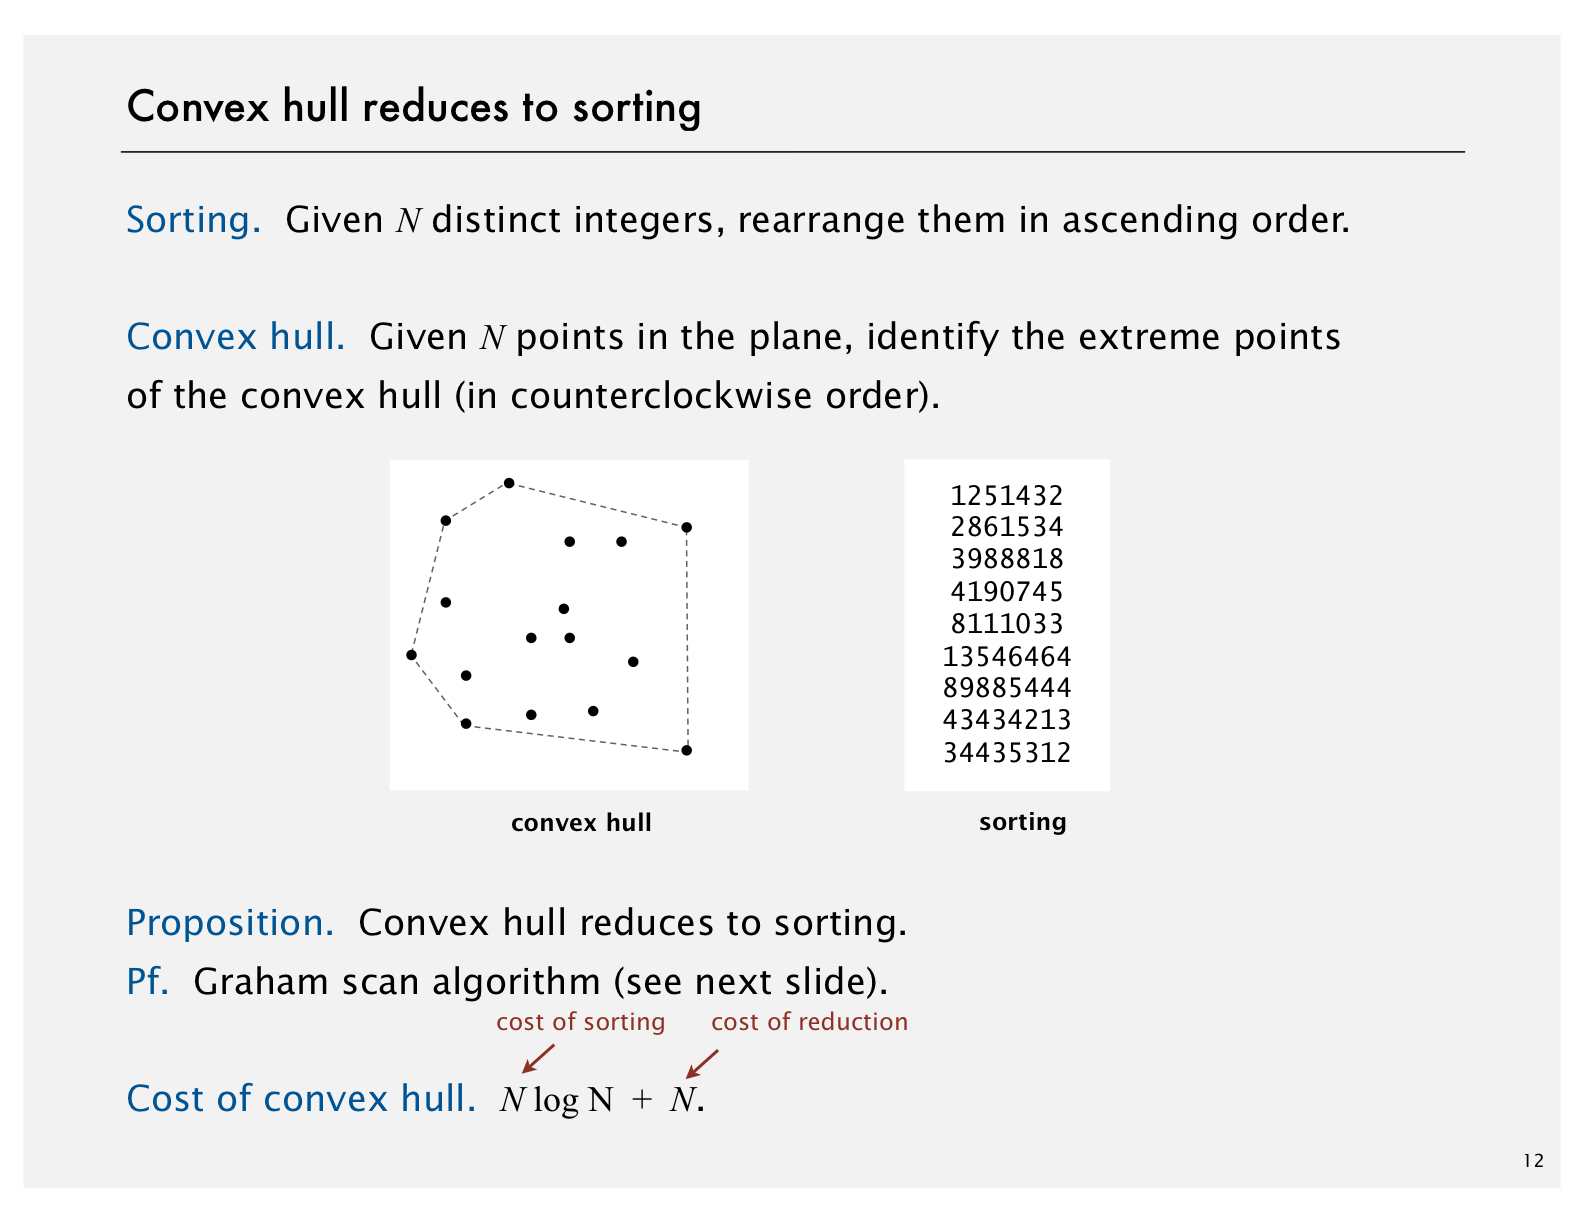 Convex hull reduces to sorting
Sorting. Given N distinct integers, rearrange them in ascending order.
Convex hull. Given N points in the plane, identify the extreme points
of the convex hull (in counterclockwise order).
1251432
2861534
3988818
4190745
8111033
13546464
89885444
43434213
34435312
convex hull
sorting
Proposition. Convex hull reduces to sorting.
Pf. Graham scan algorithm (see next slide).
cost of sorting
cost of reduction
Cost of convex hull. N log N + N.
12